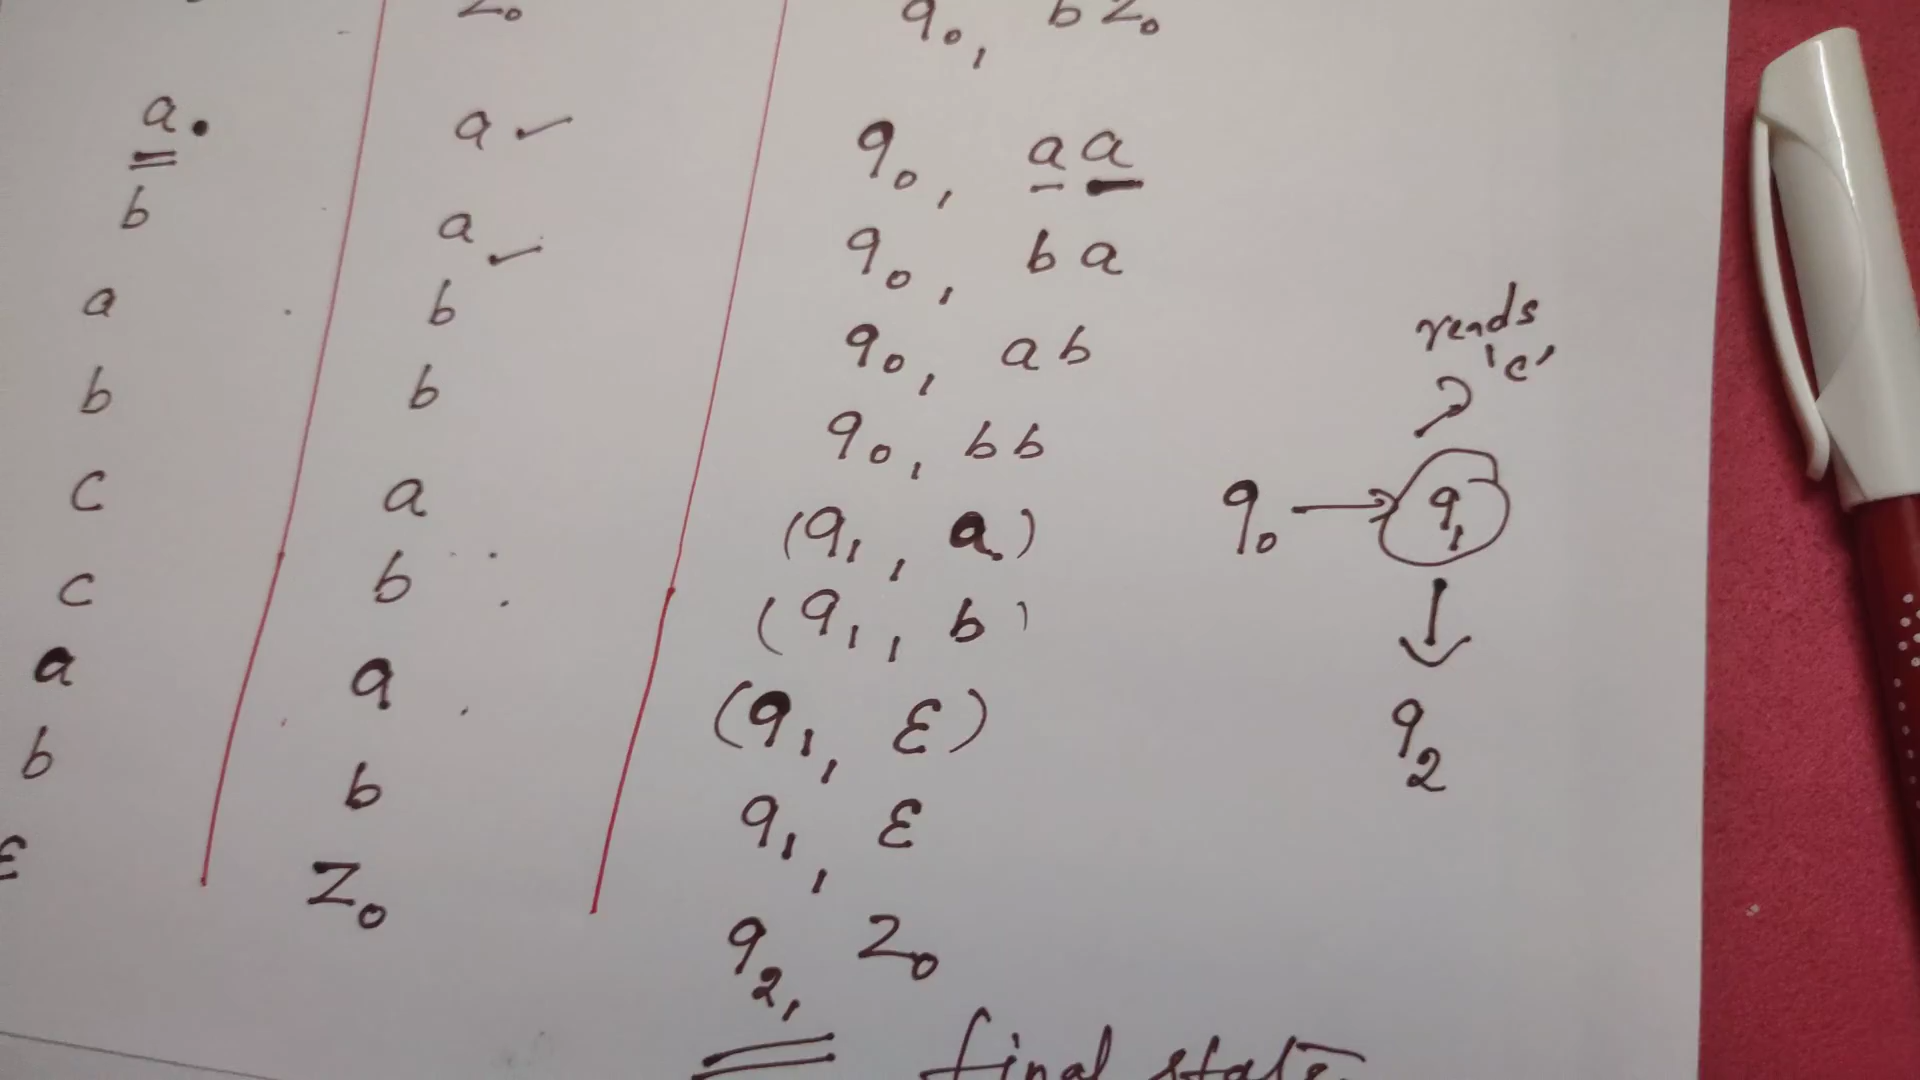 Z₀ q₀, bZ₀
a. a ✓ q₀, aa
b a ✓ q₀, ba
a b q₀, ab
b b q₀, bb
c a (q₁, a)
c b (q₁, b)
a a (q₁, ε)
b b q₁, ε
ε Z₀ q₂, Z₀
final state
reads
'c'
q₀ → q₁
↓
q₂